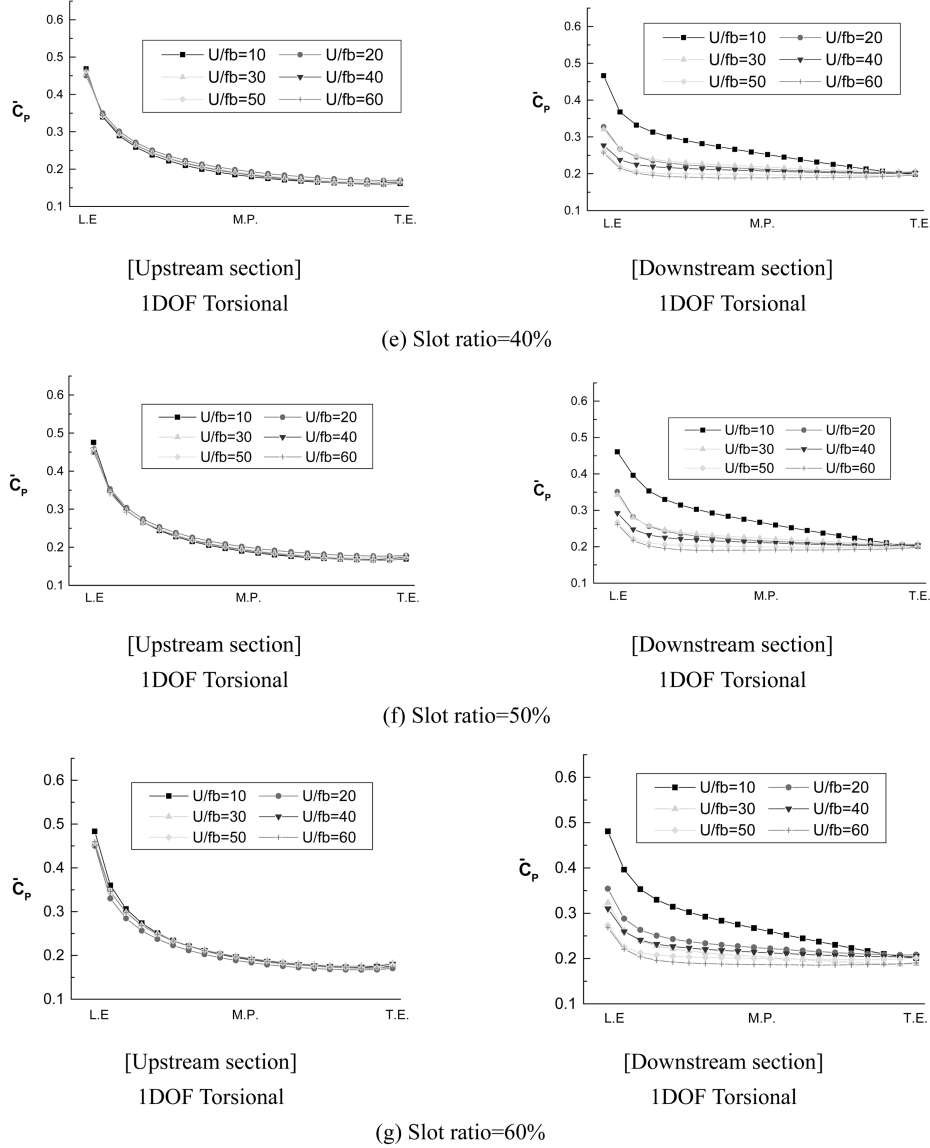 0.6
0.5
0.4
0.3
0.2
0.1
C̄P
U/fb=10 U/fb=20
U/fb=30 U/fb=40
U/fb=50 U/fb=60
L.E M.P. T.E.
[Upstream section]
1DOF Torsional
0.6
0.5
0.4
0.3
0.2
0.1
C̄P
U/fb=10 U/fb=20
U/fb=30 U/fb=40
U/fb=50 U/fb=60
L.E M.P. T.E.
[Downstream section]
1DOF Torsional
(e) Slot ratio=40%
0.6
0.5
0.4
0.3
0.2
0.1
C̄P
U/fb=10 U/fb=20
U/fb=30 U/fb=40
U/fb=50 U/fb=60
L.E M.P. T.E.
[Upstream section]
1DOF Torsional
0.6
0.5
0.4
0.3
0.2
0.1
C̄P
U/fb=10 U/fb=20
U/fb=30 U/fb=40
U/fb=50 U/fb=60
L.E M.P. T.E.
[Downstream section]
1DOF Torsional
(f) Slot ratio=50%
0.6
0.5
0.4
0.3
0.2
0.1
C̄P
U/fb=10 U/fb=20
U/fb=30 U/fb=40
U/fb=50 U/fb=60
L.E M.P. T.E.
[Upstream section]
1DOF Torsional
0.6
0.5
0.4
0.3
0.2
0.1
C̄P
U/fb=10 U/fb=20
U/fb=30 U/fb=40
U/fb=50 U/fb=60
L.E M.P. T.E.
[Downstream section]
1DOF Torsional
(g) Slot ratio=60%